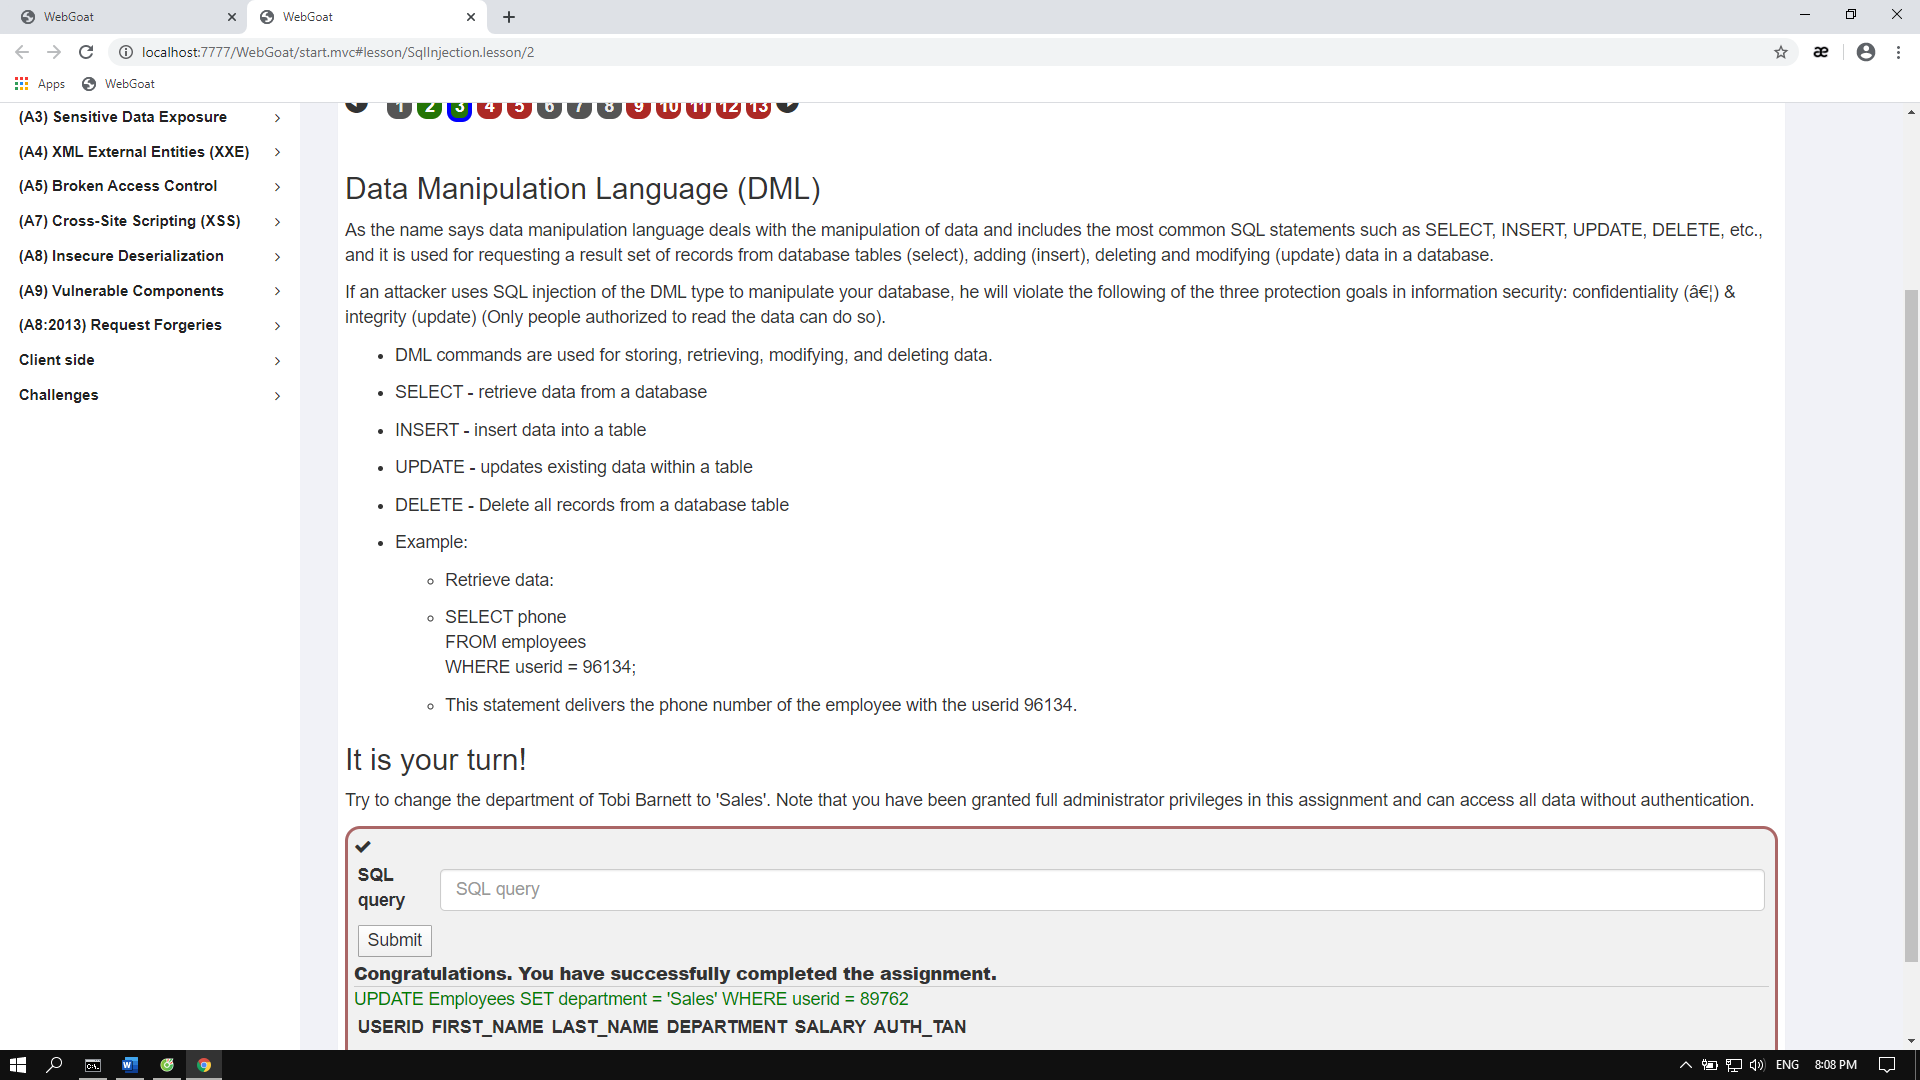 WebGoat
WebGoat
localhost:7777/WebGoat/start.mvc#lesson/SqlInjection.lesson/2
æ
Apps
WebGoat
(A3) Sensitive Data Exposure
(A4) XML External Entities (XXE)
(A5) Broken Access Control
(A7) Cross-Site Scripting (XSS)
(A8) Insecure Deserialization
(A9) Vulnerable Components
(A8:2013) Request Forgeries
Client side
Challenges
1 2 3 4 5 6 7 8 9 10 11 12 13
Data Manipulation Language (DML)
As the name says data manipulation language deals with the manipulation of data and includes the most common SQL statements such as SELECT, INSERT, UPDATE, DELETE, etc.,
and it is used for requesting a result set of records from database tables (select), adding (insert), deleting and modifying (update) data in a database.
If an attacker uses SQL injection of the DML type to manipulate your database, he will violate the following of the three protection goals in information security: confidentiality (â€¦) &
integrity (update) (Only people authorized to read the data can do so).
DML commands are used for storing, retrieving, modifying, and deleting data.
SELECT - retrieve data from a database
INSERT - insert data into a table
UPDATE - updates existing data within a table
DELETE - Delete all records from a database table
Example:
Retrieve data:
SELECT phone
FROM employees
WHERE userid = 96134;
This statement delivers the phone number of the employee with the userid 96134.
It is your turn!
Try to change the department of Tobi Barnett to 'Sales'. Note that you have been granted full administrator privileges in this assignment and can access all data without authentication.
SQL
query
SQL query
Submit
Congratulations. You have successfully completed the assignment.
UPDATE Employees SET department = 'Sales' WHERE userid = 89762
USERID FIRST_NAME LAST_NAME DEPARTMENT SALARY AUTH_TAN
ENG
8:08 PM